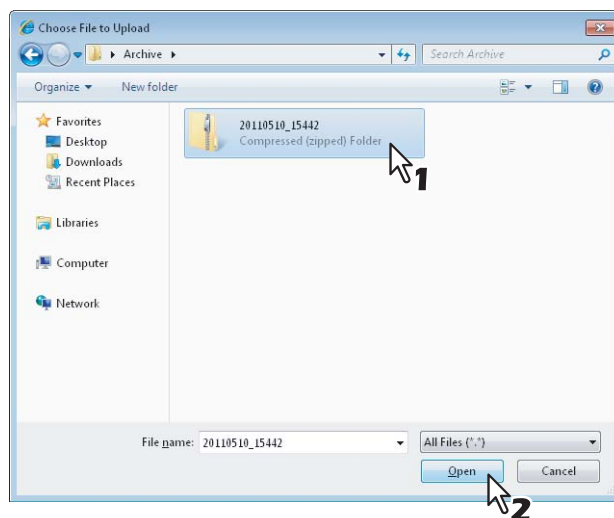 Choose File to Upload
Archive
Search Archive
Organize
New folder
Favorites
Desktop
Downloads
Recent Places
Libraries
Computer
Network
20110510_15442
Compressed (zipped) Folder
1
File name: 20110510_15442
All Files (*.*)
Open
Cancel
2